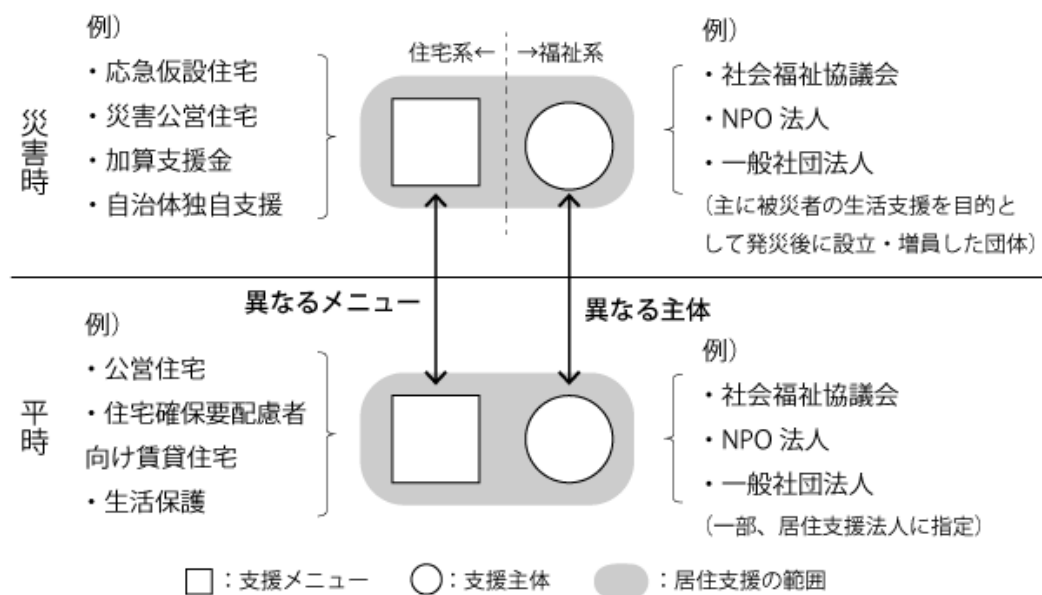 災害時
例）
・応急仮設住宅
・災害公営住宅
・加算支援金
・自治体独自支援
住宅系← →福祉系
例）
・社会福祉協議会
・NPO 法人
・一般社団法人
（主に被災者の生活支援を目的と
して発災後に設立・増員した団体）
異なるメニュー
異なる主体
平時
例）
・公営住宅
・住宅確保要配慮者
向け賃貸住宅
・生活保護
例）
・社会福祉協議会
・NPO 法人
・一般社団法人
（一部、居住支援法人に指定）
：支援メニュー
：支援主体
：居住支援の範囲